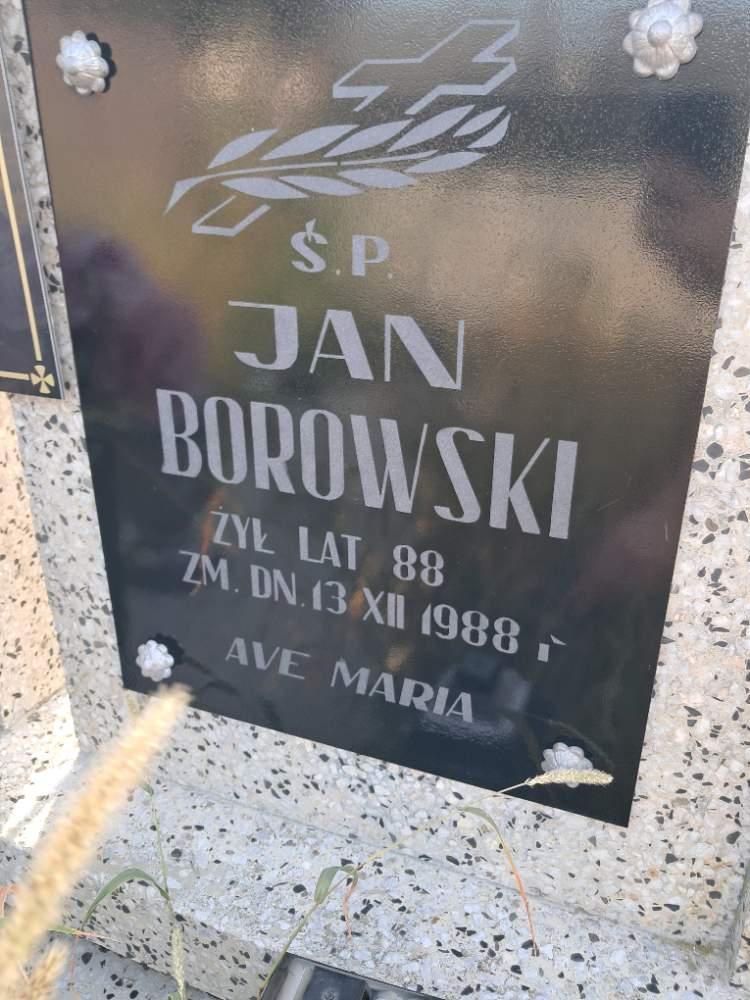 Ś.P.
JAN
BOROWSKI
ŻYŁ LAT 88
ZM. DN. 13 XII 1988 r
AVE MARIA